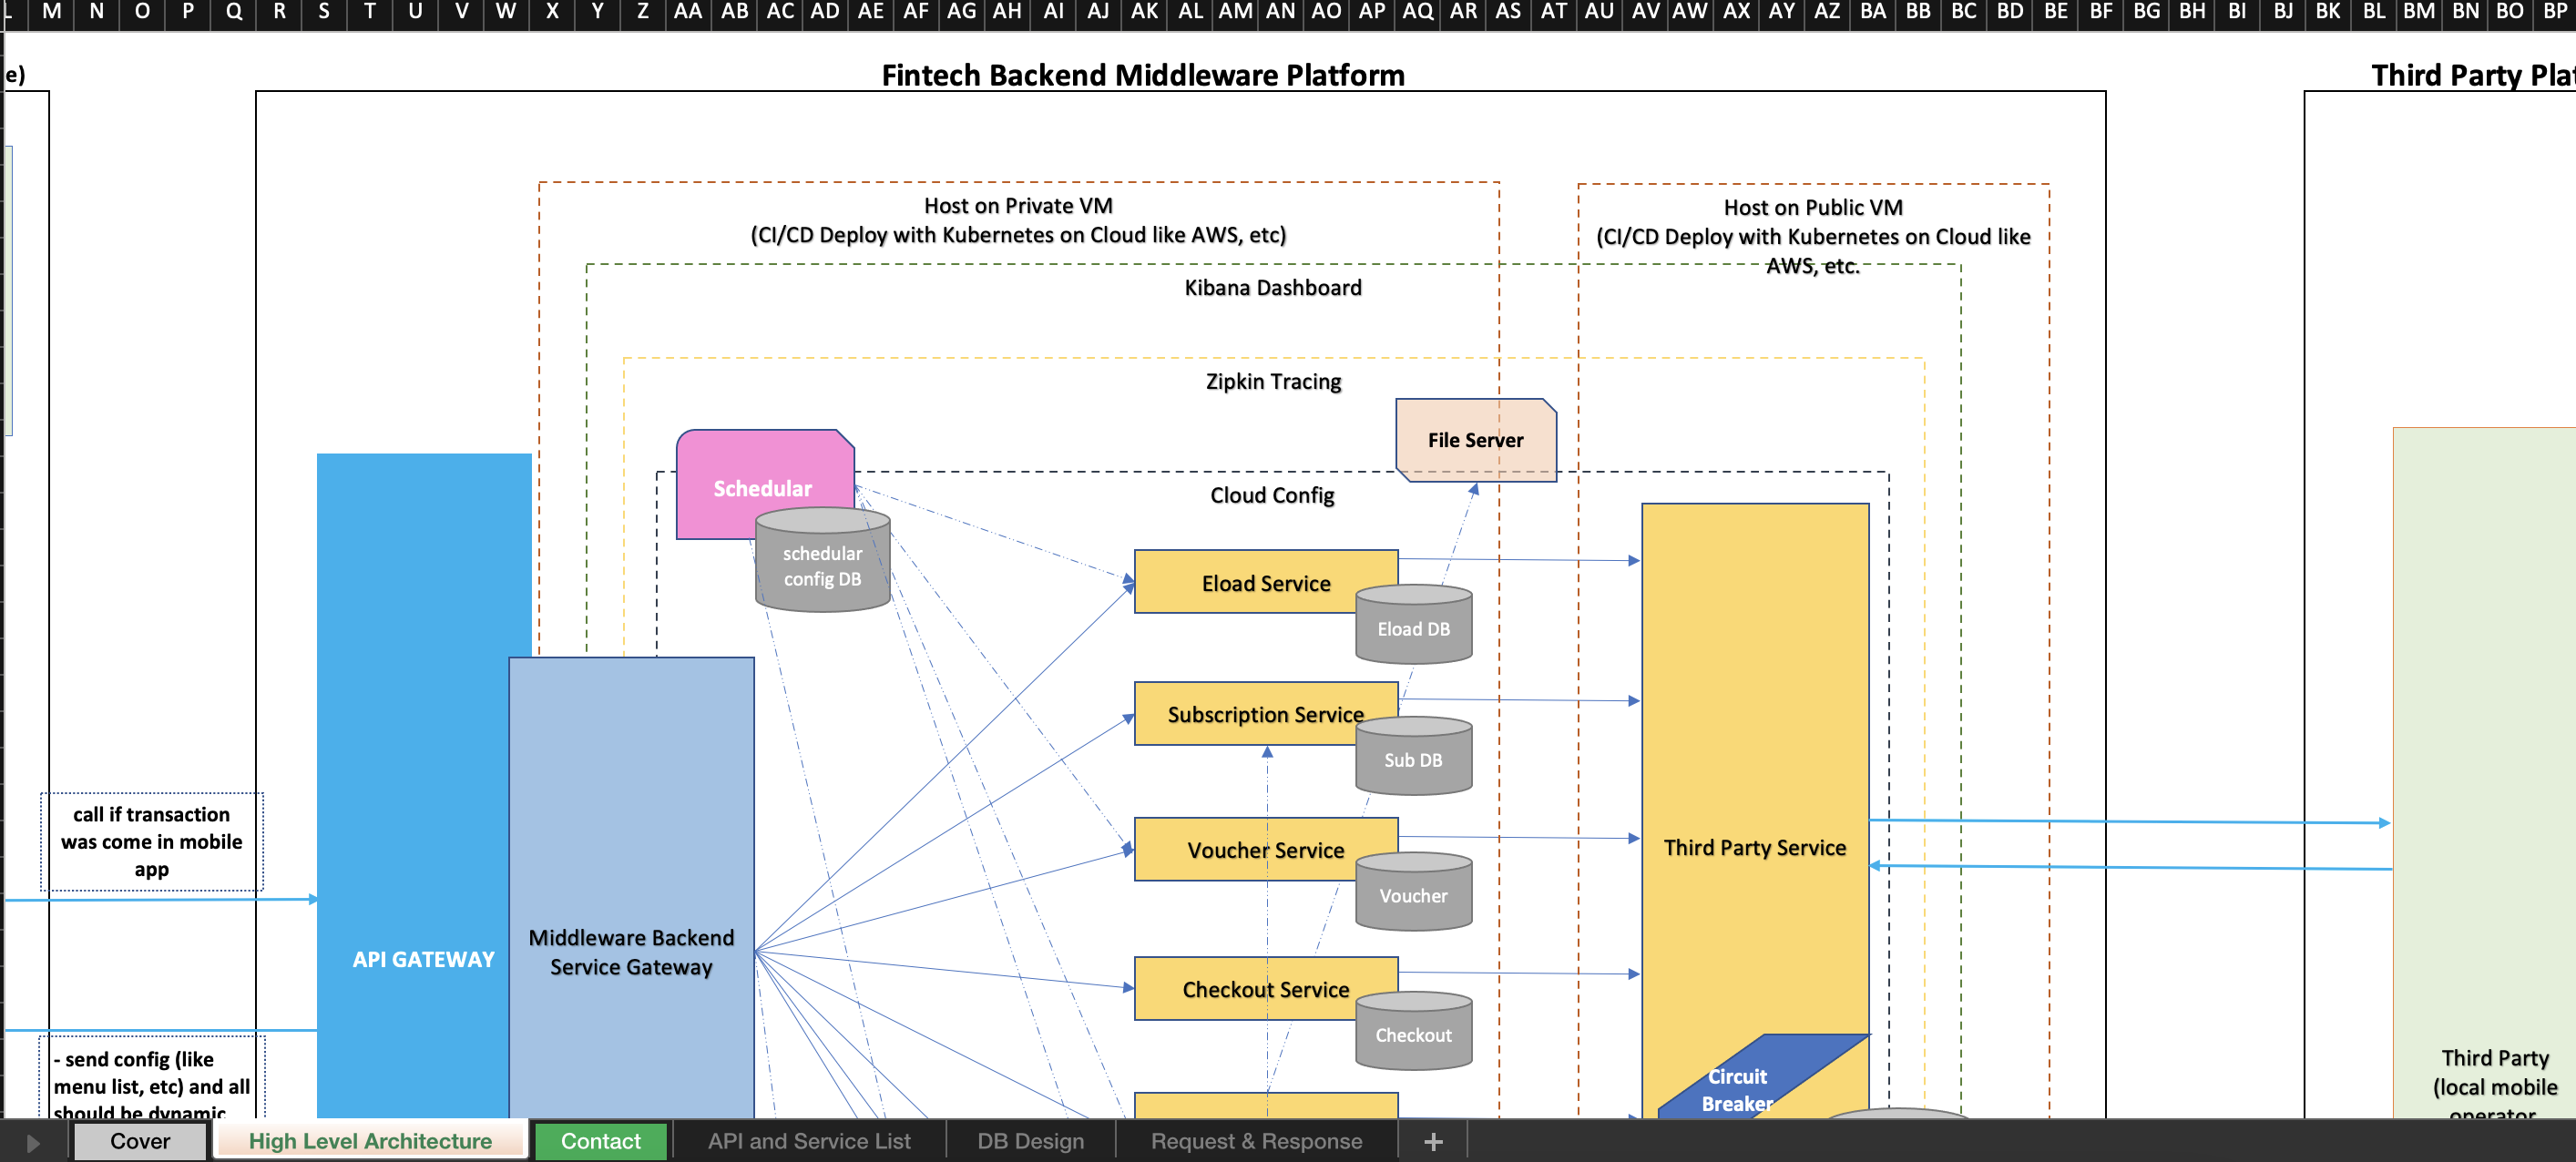 L M N O P Q R S T U V W X Y Z AA AB AC AD AE AF AG AH AI AJ AK AL AM AN AO AP AQ AR AS AT AU AV AW AX AY AZ BA BB BC BD BE BF BG BH BI BJ BK BL BM BN BO BP
e)
Fintech Backend Middleware Platform
Third Party Plat
Host on Private VM
(CI/CD Deploy with Kubernetes on Cloud like AWS, etc)
Host on Public VM
(CI/CD Deploy with Kubernetes on Cloud like
AWS, etc.
Kibana Dashboard
Zipkin Tracing
File Server
Schedular
Cloud Config
schedular
config DB
Eload Service
Eload DB
Subscription Service
Sub DB
call if transaction
was come in mobile
app
Voucher Service
Voucher
Third Party Service
API GATEWAY
Middleware Backend
Service Gateway
Checkout Service
Checkout
- send config (like
menu list, etc) and all
should be dynamic
Circuit
Breaker
Third Party
(local mobile
operator
Cover
High Level Architecture
Contact
API and Service List
DB Design
Request & Response
+